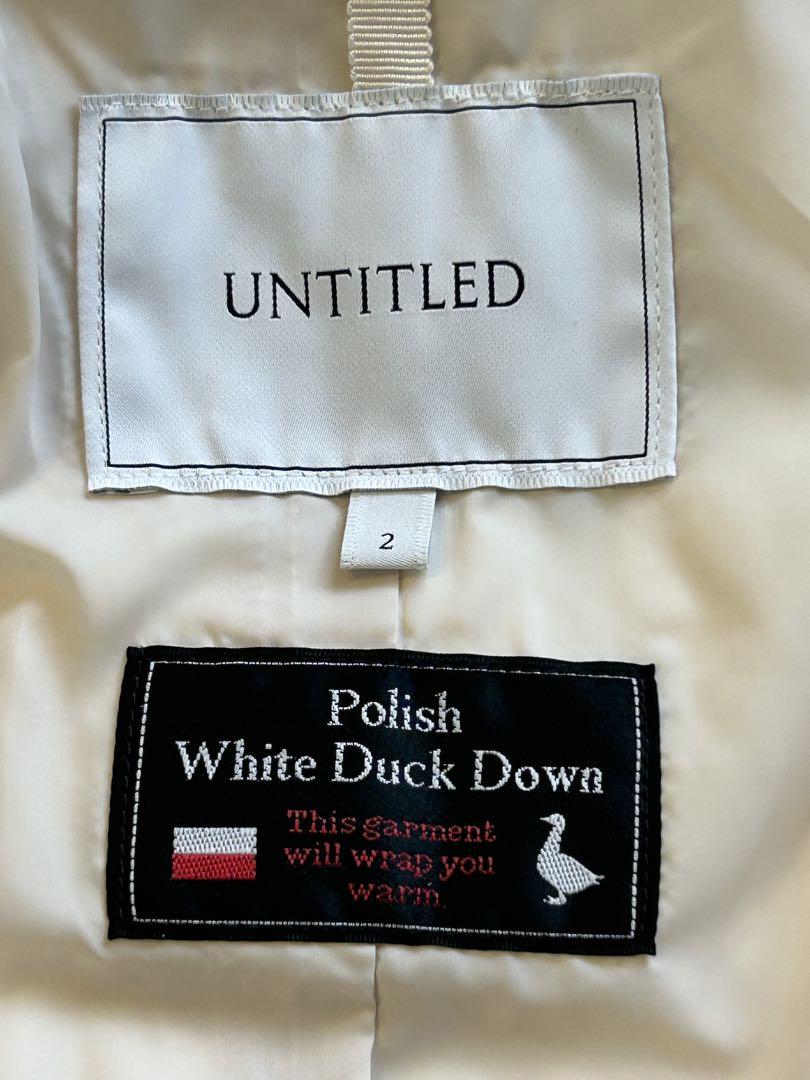 UNTITLED
2
Polish
White Duck Down
This garment
will wrap you
warm.